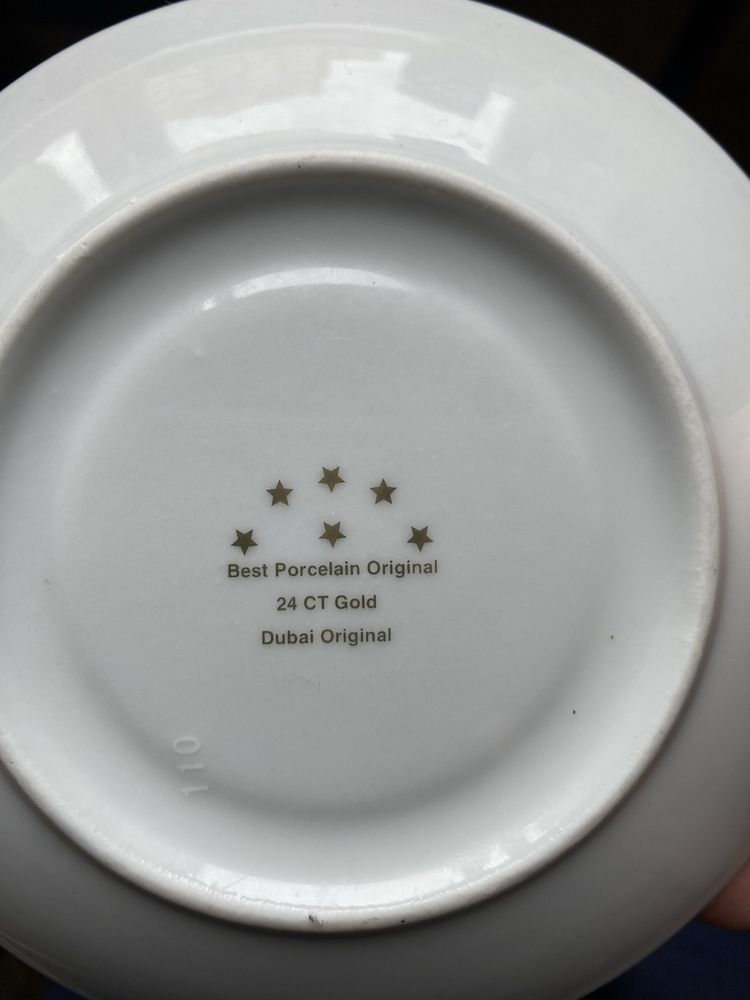 Best Porcelain Original
24 CT Gold
Dubai Original
110